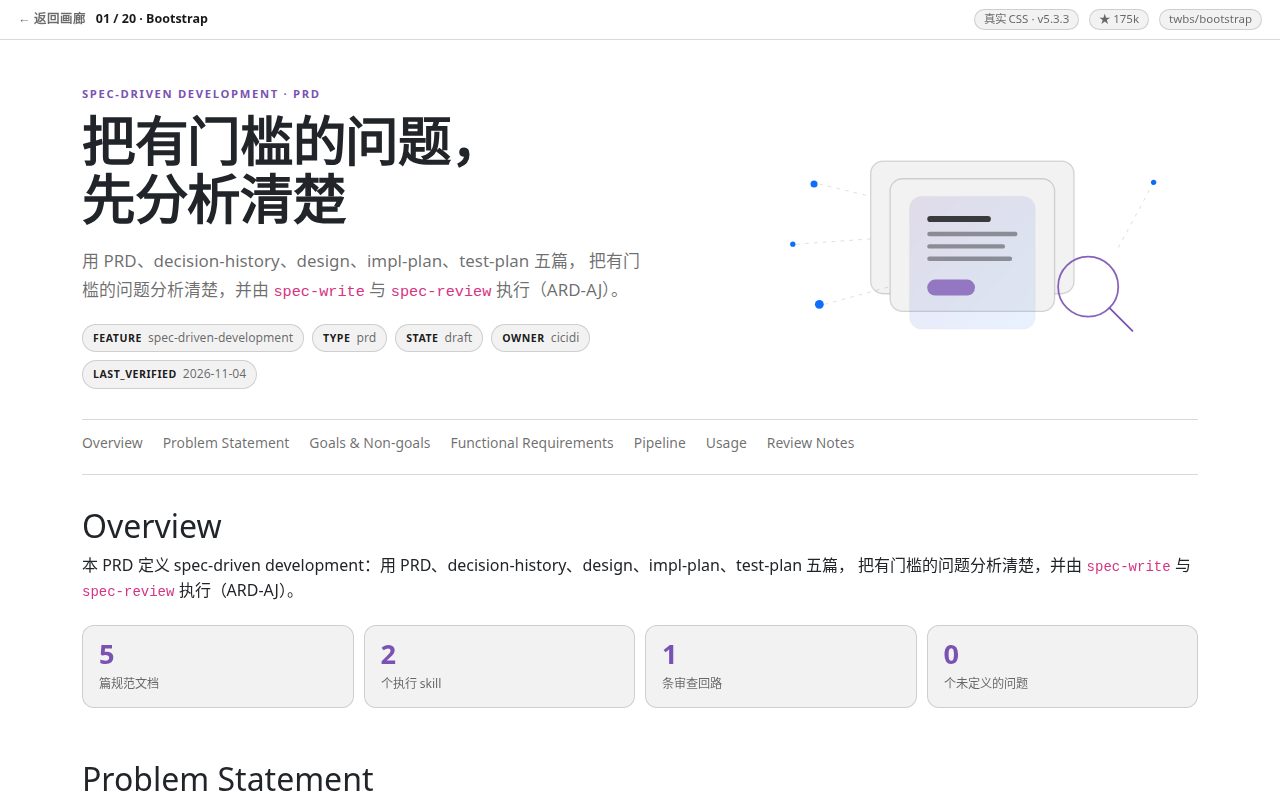 ← 返回画廊 01 / 20 · Bootstrap
真实 CSS · v5.3.3
★ 175k
twbs/bootstrap
SPEC-DRIVEN DEVELOPMENT · PRD
把有门槛的问题，
先分析清楚
用 PRD、decision-history、design、impl-plan、test-plan 五篇， 把有门
槛的问题分析清楚，并由 spec-write 与 spec-review 执行（ARD-AJ）。
FEATURE spec-driven-development
TYPE prd
STATE draft
OWNER cicidi
LAST_VERIFIED 2026-11-04
Overview Problem Statement Goals & Non-goals Functional Requirements Pipeline Usage Review Notes
Overview
本 PRD 定义 spec-driven development：用 PRD、decision-history、design、impl-plan、test-plan 五篇， 把有门槛的问题分析清楚，并由 spec-write 与
spec-review 执行（ARD-AJ）。
5
篇规范文档
2
个执行 skill
1
条审查回路
0
个未定义的问题
Problem Statement